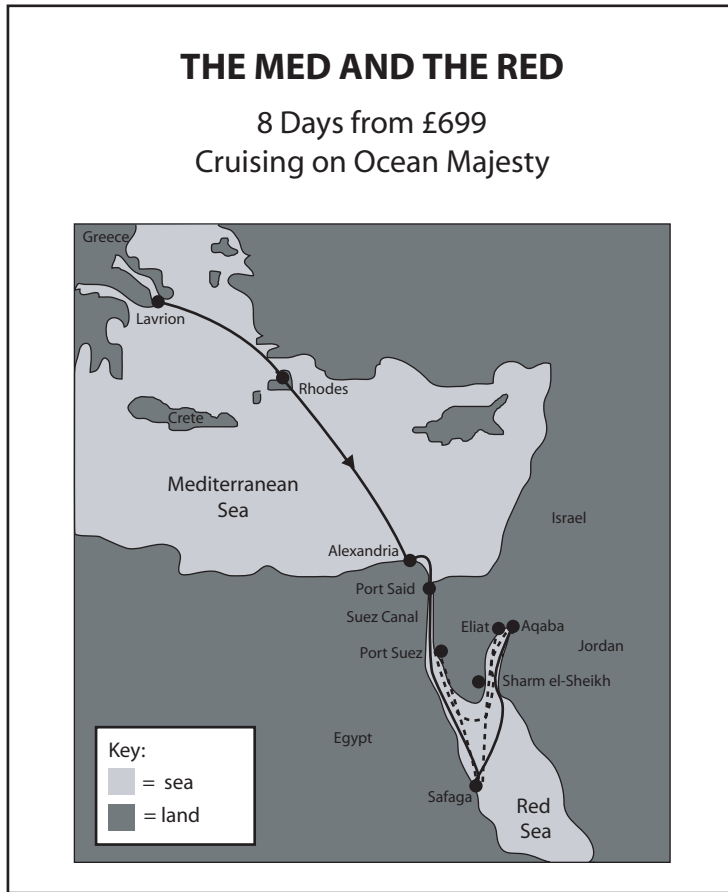 THE MED AND THE RED
8 Days from £699
Cruising on Ocean Majesty
Greece
Lavrion
Rhodes
Crete
Mediterranean
Sea
Israel
Alexandria
Port Said
Suez Canal
Eliat
Aqaba
Jordan
Port Suez
Sharm el-Sheikh
Egypt
Key:
= sea
= land
Safaga
Red
Sea